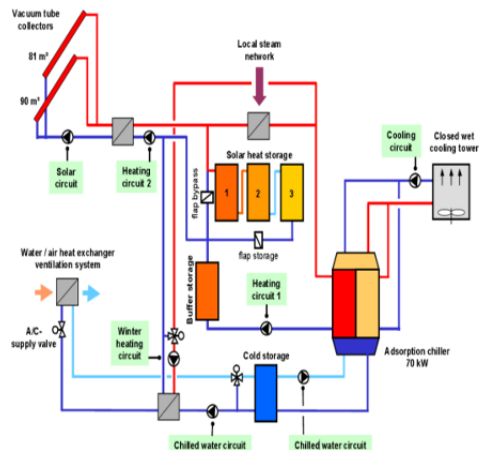 Vacuum tube
collectors
81 m²
90 m²
Local steam
network
Solar
circuit
Heating
circuit 2
flap bypass
Solar heat storage
1
2
3
flap storage
Cooling
circuit
Closed wet
cooling tower
Water / air heat exchanger
ventilation system
Buffer storage
Heating
circuit 1
A/C-
supply valve
Winter
heating
circuit
Cold storage
Adsorption chiller
70 kW
Chilled water circuit
Chilled water circuit